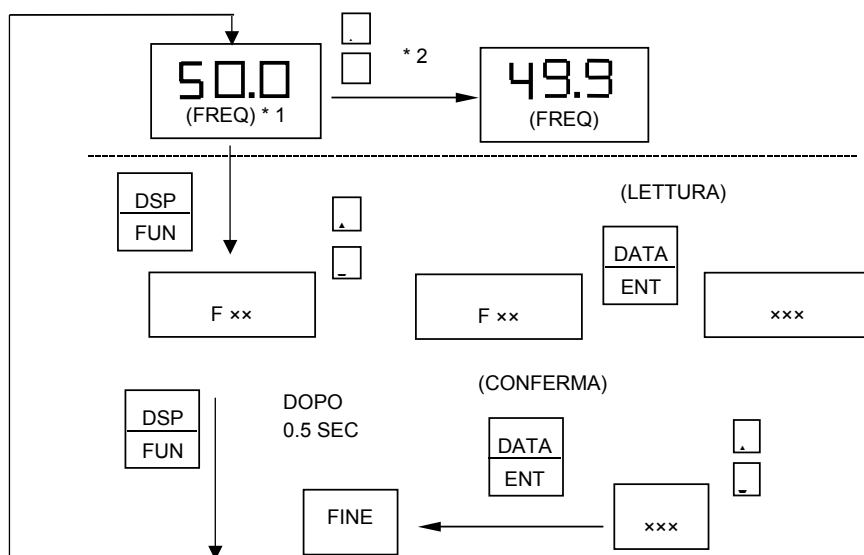 50.0
(FREQ) * 1
* 2
49.9
(FREQ)
DSP
FUN
(LETTURA)
DATA
ENT
F ××
F ××
×××
DSP
FUN
DOPO
0.5 SEC
(CONFERMA)
DATA
ENT
FINE
×××